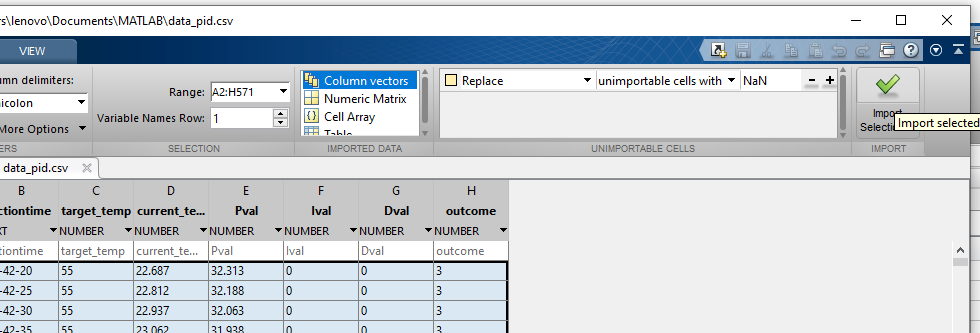 rs\lenovo\Documents\MATLAB\data_pid.csv
VIEW
mn delimiters:
nicolon
More Options
ERS
Range: A2:H571
Variable Names Row: 1
SELECTION
Column vectors
Numeric Matrix
Cell Array
Table
IMPORTED DATA
Replace unimportable cells with NaN
UNIMPORTABLE CELLS
Import
Selection
Import selected
IMPORT
data_pid.csv
B C D E F G H
ctiontime target_temp current_te... Pval Ival Dval outcome
XT NUMBER NUMBER NUMBER NUMBER NUMBER NUMBER
tiontime target_temp current_te... Pval Ival Dval outcome
-42-20 55 22.687 32.313 0 0 3
-42-25 55 22.812 32.188 0 0 3
-42-30 55 22.937 32.063 0 0 3
-42-35 55 23.062 31.938 0 0 3